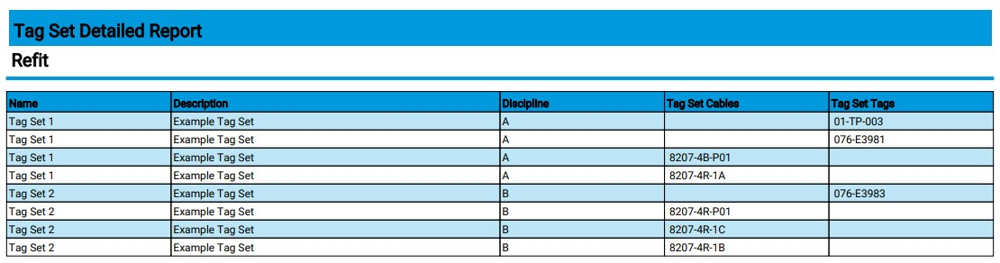 Tag Set Detailed Report
Refit
Name Description Discipline Tag Set Cables Tag Set Tags
Tag Set 1 Example Tag Set A 01-TP-003
Tag Set 1 Example Tag Set A 076-E3981
Tag Set 1 Example Tag Set A 8207-4B-P01
Tag Set 1 Example Tag Set A 8207-4R-1A
Tag Set 2 Example Tag Set B 076-E3983
Tag Set 2 Example Tag Set B 8207-4R-P01
Tag Set 2 Example Tag Set B 8207-4R-1C
Tag Set 2 Example Tag Set B 8207-4R-1B